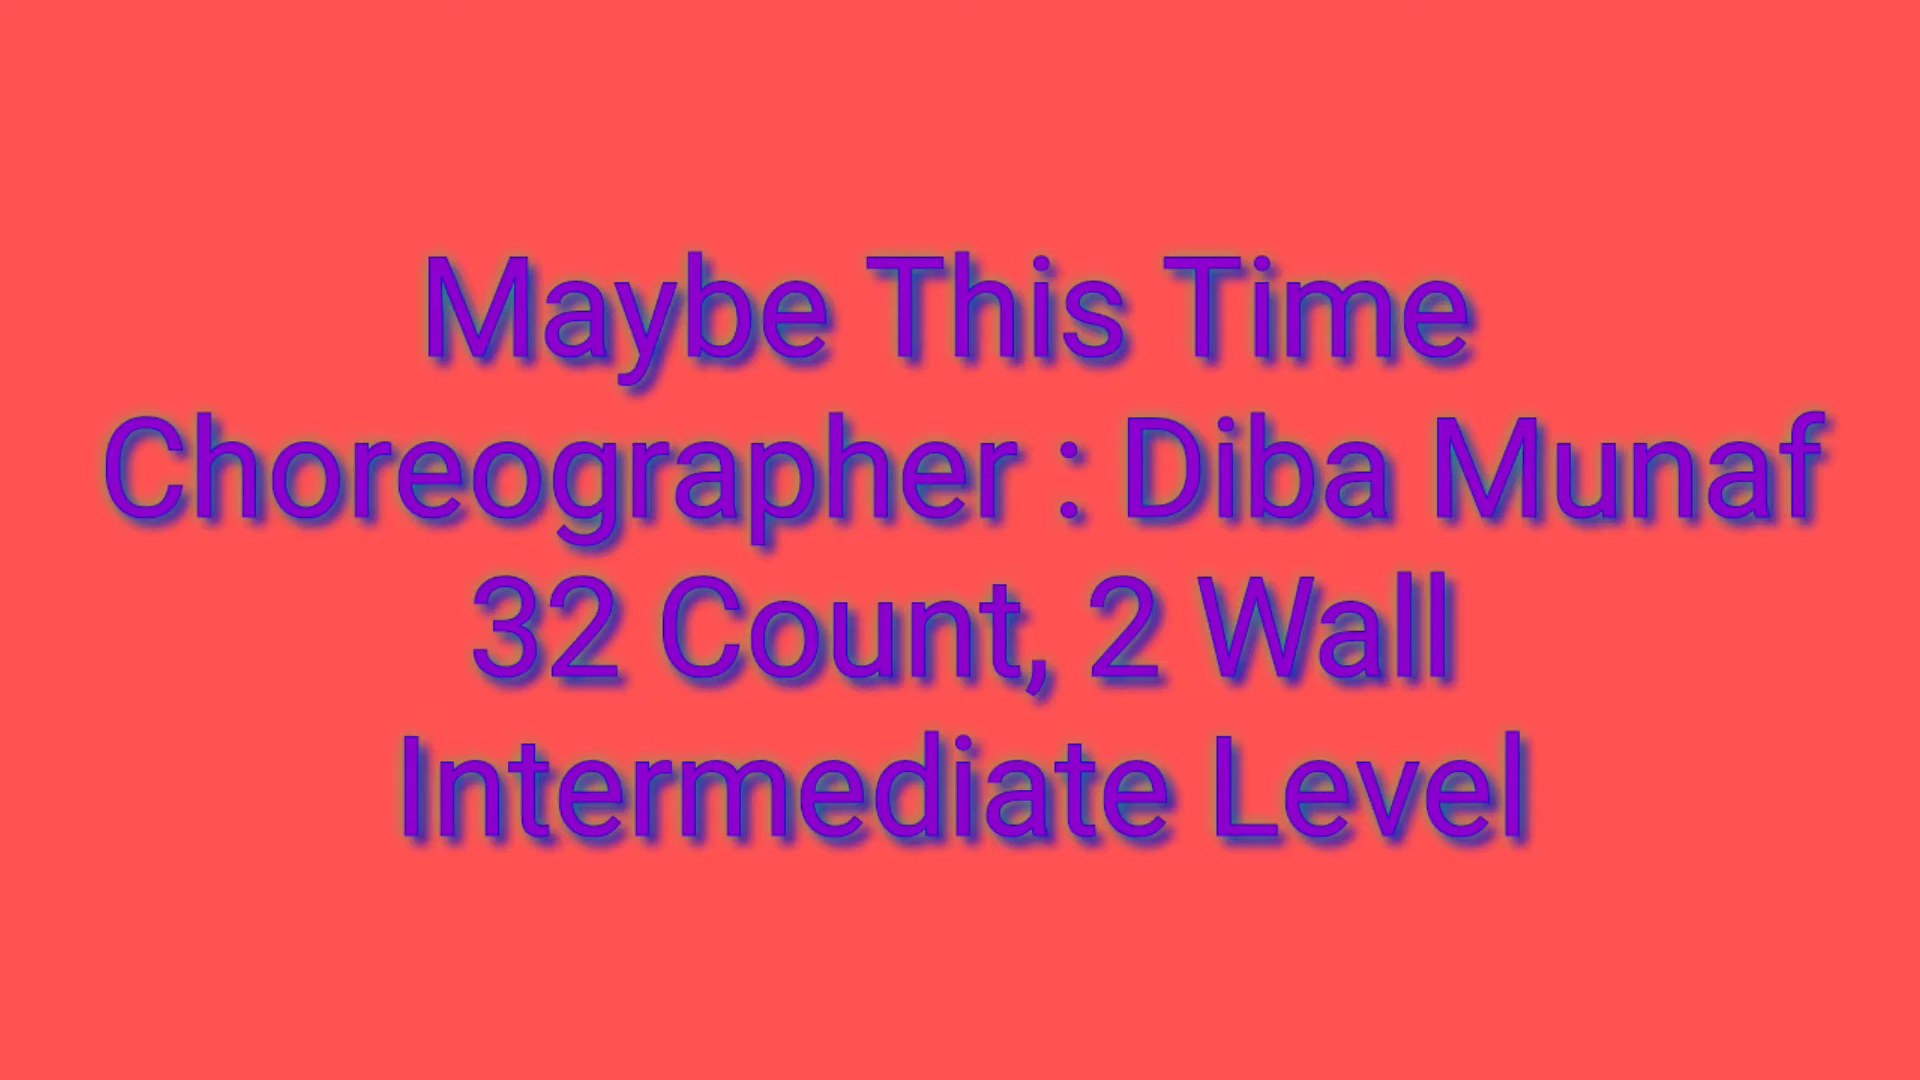 Maybe This Time
Choreographer : Diba Munaf
32 Count, 2 Wall
Intermediate Level